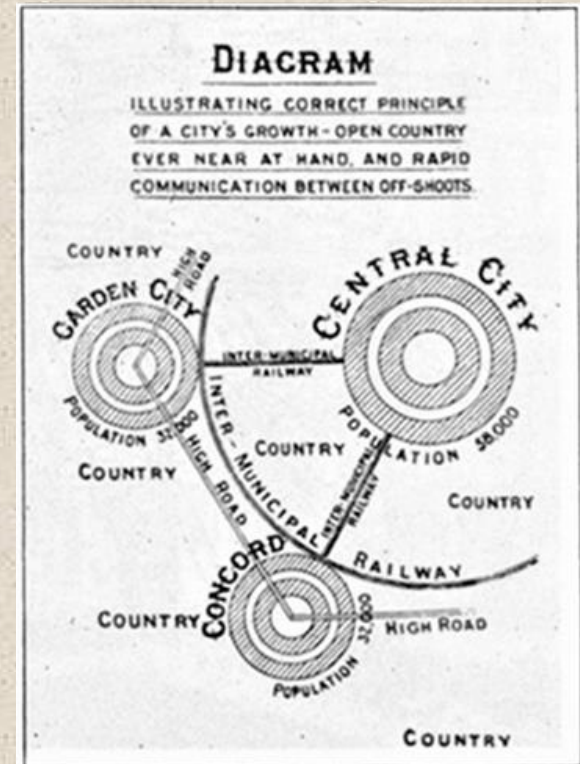 DIAGRAM
ILLUSTRATING CORRECT PRINCIPLE
OF A CITY'S GROWTH - OPEN COUNTRY
EVER NEAR AT HAND, AND RAPID
COMMUNICATION BETWEEN OFF-SHOOTS.
COUNTRY
HIGH
ROAD
GARDEN CITY
POPULATION 32,000
CENTRAL CITY
POPULATION 58,000
INTER-MUNICIPAL
RAILWAY
COUNTRY
HIGH ROAD
INTER-MUNICIPAL RAILWAY
COUNTRY
INTER-MUNICIPAL
RAILWAY
COUNTRY
CONCORD
POPULATION 32,000
COUNTRY
HIGH ROAD
COUNTRY